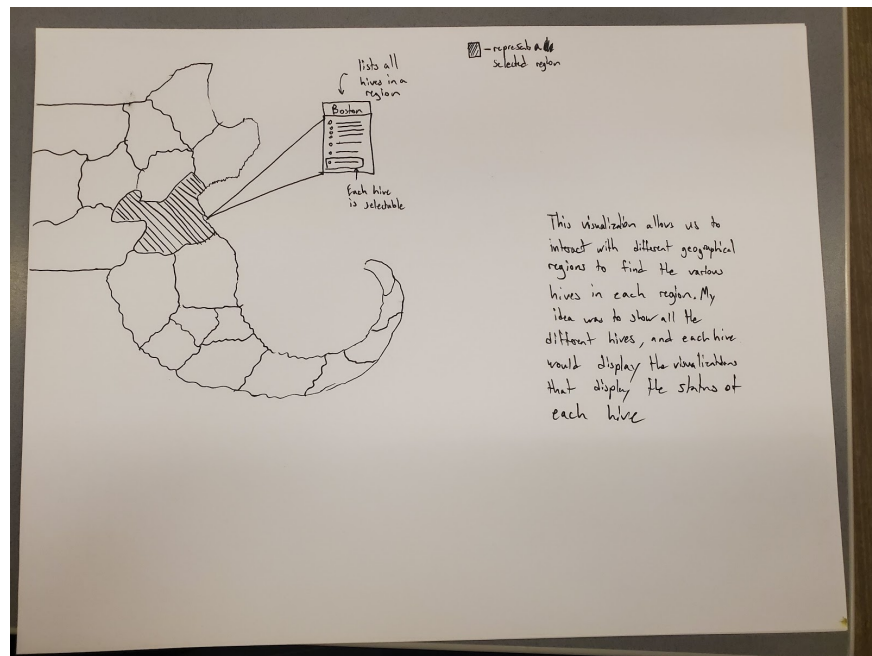 lists all
hives in a
region
Boston
Each hive
is selectable
- represents a
selected region
This visualization allows us to
interact with different geographical
regions to find the various
hives in each region. My
idea was to show all the
different hives, and each hive
would display the visualizations
that display the status of
each hive